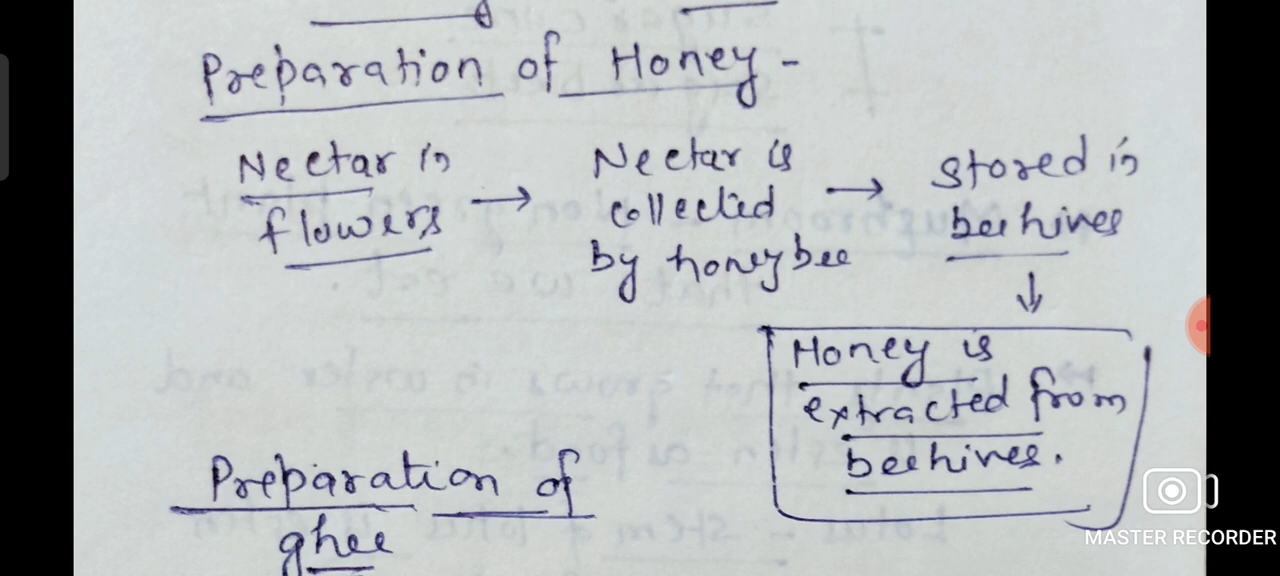 Preparation of Honey -
Nectar in
flowers
→
Nectar is
collected
by honeybee
→
stored in
beehives
↓
Honey is
extracted from
beehives.
Preparation of
ghee
MASTER RECORDER